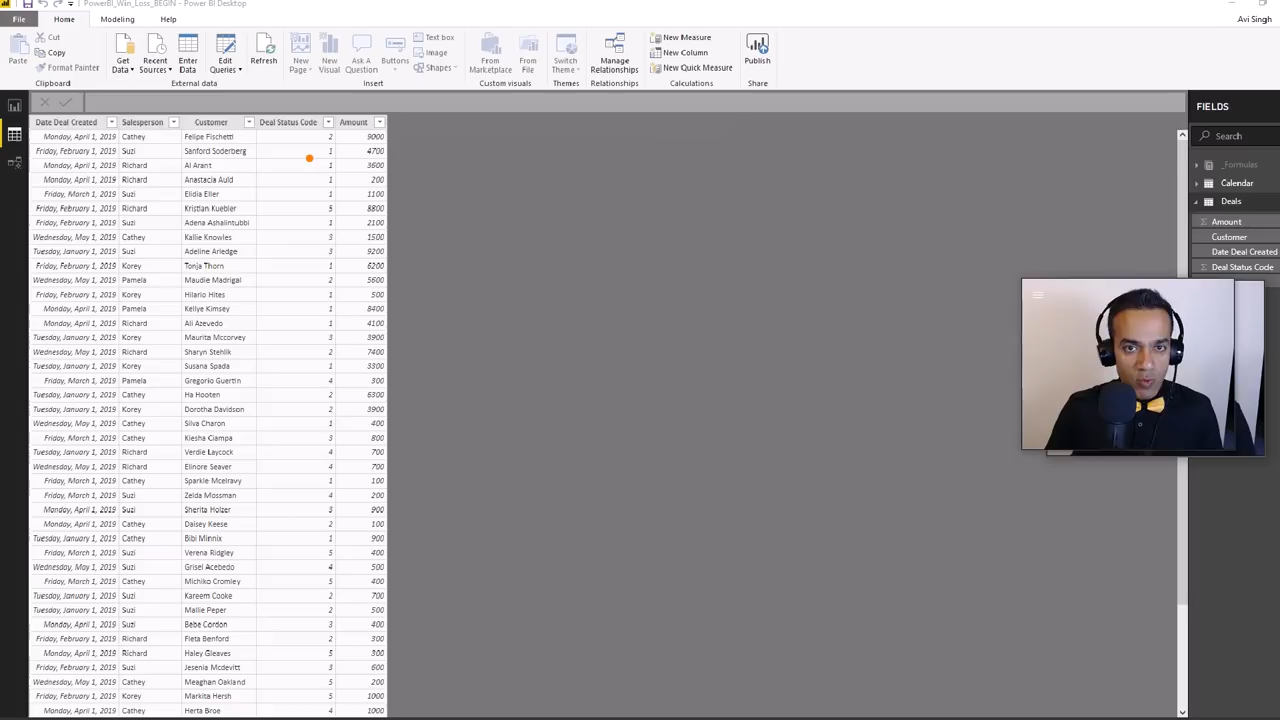 PowerBI_Win_Loss_BEGIN - Power BI Desktop
File Home Modeling Help Avi Singh
Paste Cut Copy Format Painter Clipboard
Get Data Recent Sources Enter Data Edit Queries Refresh External data
New Page New Visual Ask A Question Buttons Text box Image Shapes Insert
From Marketplace From File Custom visuals
Switch Theme Themes
Manage Relationships Relationships
New Measure New Column New Quick Measure Calculations
Publish Share
Date Deal Created Salesperson Customer Deal Status Code Amount
Monday, April 1, 2019 Cathey Felipe Fischetti 2 9000
Friday, February 1, 2019 Suzi Sanford Soderberg 1 4700
Monday, April 1, 2019 Richard Al Arant 1 3600
Monday, April 1, 2019 Richard Anastacia Auld 1 200
Friday, March 1, 2019 Suzi Elidia Eller 1 1100
Friday, February 1, 2019 Richard Kristian Kuebler 5 8800
Friday, February 1, 2019 Suzi Adena Ashalintubbi 1 2100
Wednesday, May 1, 2019 Cathey Kallie Knowles 3 1500
Tuesday, January 1, 2019 Suzi Adeline Arledge 3 9200
Friday, February 1, 2019 Korey Tonja Thorn 1 6200
Wednesday, May 1, 2019 Pamela Maudie Madrigal 2 5600
Friday, February 1, 2019 Korey Hilario Hites 1 500
Monday, April 1, 2019 Pamela Kellye Kimsey 1 8400
Monday, April 1, 2019 Richard Ali Azevedo 1 4100
Tuesday, January 1, 2019 Korey Maurita Mccorvey 3 3900
Wednesday, May 1, 2019 Richard Sharyn Stehlik 2 7400
Tuesday, January 1, 2019 Korey Susana Spada 1 3300
Friday, March 1, 2019 Pamela Gregorio Guertin 4 300
Tuesday, January 1, 2019 Cathey Ha Hooten 2 6300
Tuesday, January 1, 2019 Korey Dorotha Davidson 2 3900
Wednesday, May 1, 2019 Cathey Silva Charon 1 400
Friday, March 1, 2019 Cathey Kiesha Ciampa 3 800
Tuesday, January 1, 2019 Richard Verdie Laycock 4 700
Wednesday, May 1, 2019 Richard Elinore Seaver 4 700
Friday, March 1, 2019 Cathey Sparkle Mcelravy 1 100
Friday, March 1, 2019 Suzi Zelda Mossman 4 200
Monday, April 1, 2019 Suzi Sherita Holzer 3 900
Monday, April 1, 2019 Cathey Daisey Keese 2 100
Tuesday, January 1, 2019 Cathey Bibi Minnix 1 900
Friday, March 1, 2019 Suzi Verena Ridgley 5 400
Wednesday, May 1, 2019 Suzi Grisel Acebedo 4 500
Friday, March 1, 2019 Cathey Michiko Cromley 5 400
Tuesday, January 1, 2019 Suzi Kareem Cooke 2 700
Tuesday, January 1, 2019 Suzi Mallie Peper 2 500
Monday, April 1, 2019 Suzi Bebe Cordon 3 400
Friday, February 1, 2019 Richard Fleta Benford 2 300
Monday, April 1, 2019 Richard Haley Gleaves 5 300
Friday, February 1, 2019 Suzi Jesenia Mcdevitt 3 600
Wednesday, May 1, 2019 Cathey Meaghan Oakland 5 200
Friday, February 1, 2019 Korey Markita Hersh 5 1000
Monday, April 1, 2019 Cathey Herta Broe 4 1000
FIELDS
Search
_Formulas
Calendar
Deals
Amount
Customer
Date Deal Created
Deal Status Code